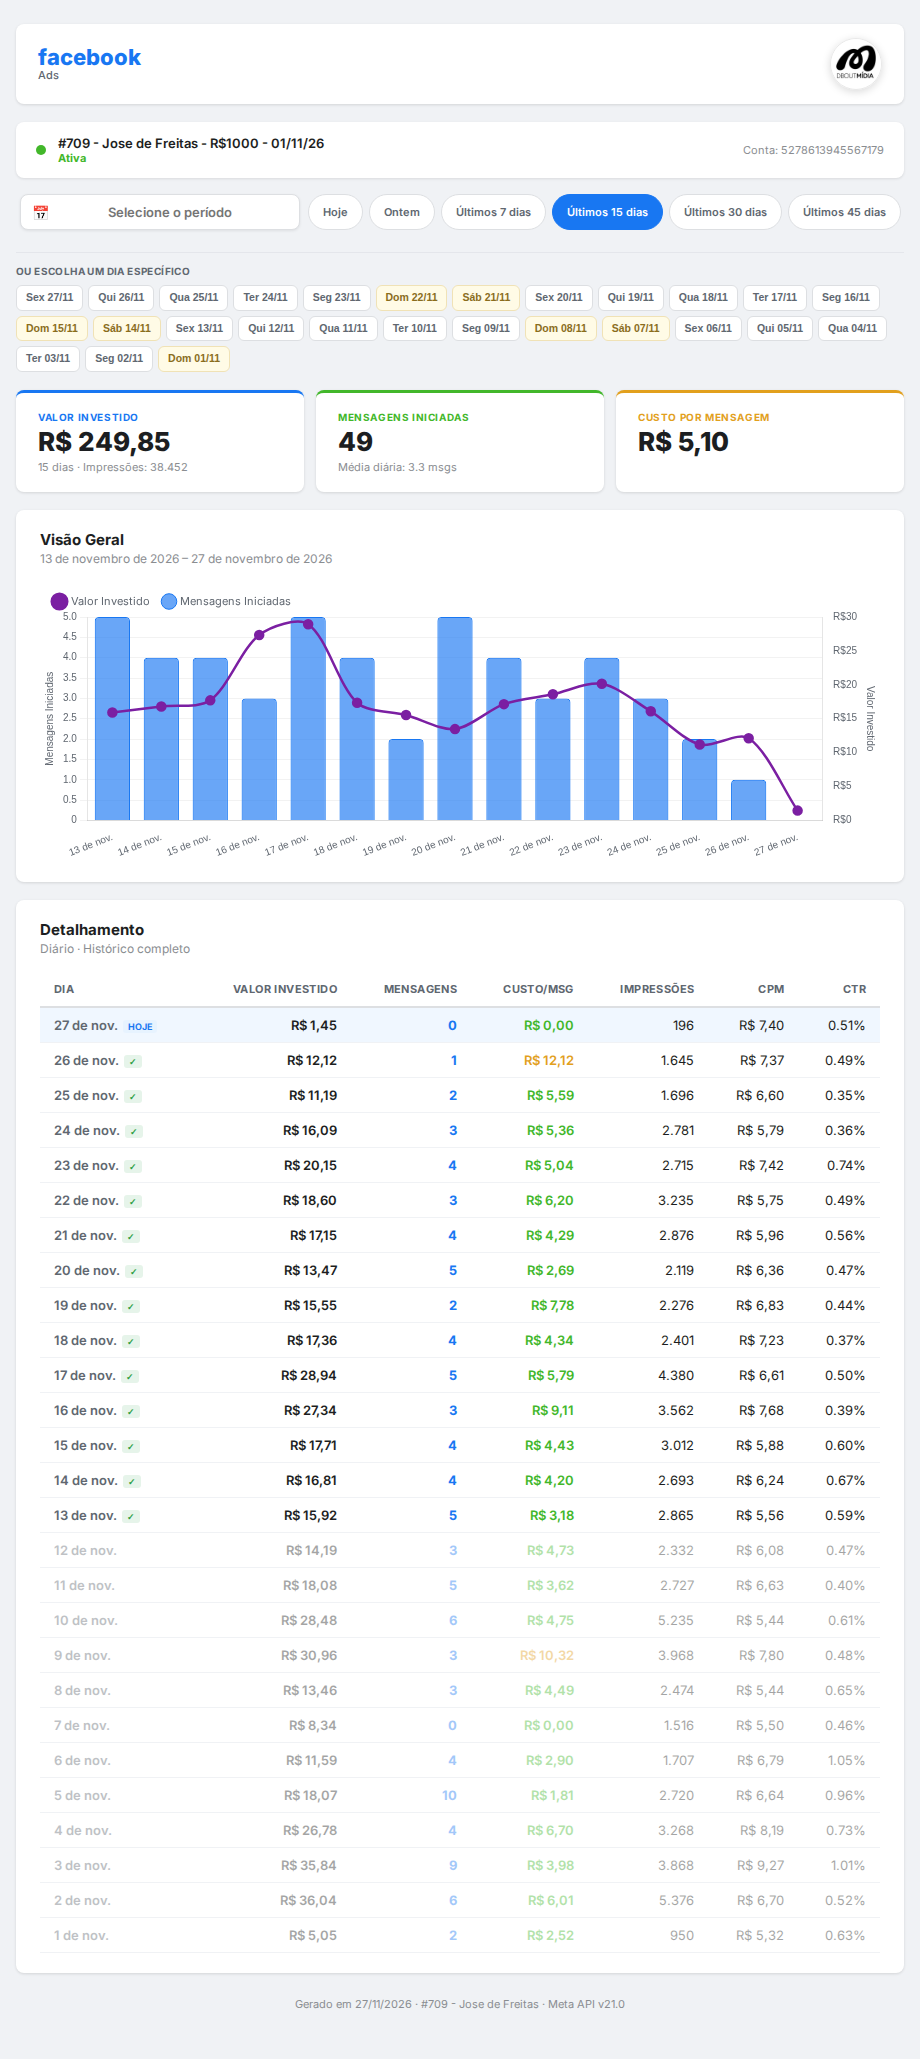 facebook
Ads
DBOUTMÍDIA
#709 - Jose de Freitas - R$1000 - 01/11/26
Ativa
Conta: 5278613945567179
📅 Selecione o período Hoje Ontem Últimos 7 dias Últimos 15 dias Últimos 30 dias Últimos 45 dias
OU ESCOLHA UM DIA ESPECÍFICO
Sex 27/11 Qui 26/11 Qua 25/11 Ter 24/11 Seg 23/11 Dom 22/11 Sáb 21/11 Sex 20/11 Qui 19/11 Qua 18/11 Ter 17/11 Seg 16/11
Dom 15/11 Sáb 14/11 Sex 13/11 Qui 12/11 Qua 11/11 Ter 10/11 Seg 09/11 Dom 08/11 Sáb 07/11 Sex 06/11 Qui 05/11 Qua 04/11
Ter 03/11 Seg 02/11 Dom 01/11
VALOR INVESTIDO
R$ 249,85
15 dias · Impressões: 38.452
MENSAGENS INICIADAS
49
Média diária: 3.3 msgs
CUSTO POR MENSAGEM
R$ 5,10
Visão Geral
13 de novembro de 2026 – 27 de novembro de 2026
Valor Investido Mensagens Iniciadas
Mensagens Iniciadas
5.0
4.5
4.0
3.5
3.0
2.5
2.0
1.5
1.0
0.5
0
R$30
R$25
R$20
R$15
R$10
R$5
R$0
Valor Investido
13 de nov. 14 de nov. 15 de nov. 16 de nov. 17 de nov. 18 de nov. 19 de nov. 20 de nov. 21 de nov. 22 de nov. 23 de nov. 24 de nov. 25 de nov. 26 de nov. 27 de nov.
Detalhamento
Diário · Histórico completo
DIA VALOR INVESTIDO MENSAGENS CUSTO/MSG IMPRESSÕES CPM CTR
27 de nov. HOJE R$ 1,45 0 R$ 0,00 196 R$ 7,40 0.51%
26 de nov. ✓ R$ 12,12 1 R$ 12,12 1.645 R$ 7,37 0.49%
25 de nov. ✓ R$ 11,19 2 R$ 5,59 1.696 R$ 6,60 0.35%
24 de nov. ✓ R$ 16,09 3 R$ 5,36 2.781 R$ 5,79 0.36%
23 de nov. ✓ R$ 20,15 4 R$ 5,04 2.715 R$ 7,42 0.74%
22 de nov. ✓ R$ 18,60 3 R$ 6,20 3.235 R$ 5,75 0.49%
21 de nov. ✓ R$ 17,15 4 R$ 4,29 2.876 R$ 5,96 0.56%
20 de nov. ✓ R$ 13,47 5 R$ 2,69 2.119 R$ 6,36 0.47%
19 de nov. ✓ R$ 15,55 2 R$ 7,78 2.276 R$ 6,83 0.44%
18 de nov. ✓ R$ 17,36 4 R$ 4,34 2.401 R$ 7,23 0.37%
17 de nov. ✓ R$ 28,94 5 R$ 5,79 4.380 R$ 6,61 0.50%
16 de nov. ✓ R$ 27,34 3 R$ 9,11 3.562 R$ 7,68 0.39%
15 de nov. ✓ R$ 17,71 4 R$ 4,43 3.012 R$ 5,88 0.60%
14 de nov. ✓ R$ 16,81 4 R$ 4,20 2.693 R$ 6,24 0.67%
13 de nov. ✓ R$ 15,92 5 R$ 3,18 2.865 R$ 5,56 0.59%
12 de nov. R$ 14,19 3 R$ 4,73 2.332 R$ 6,08 0.47%
11 de nov. R$ 18,08 5 R$ 3,62 2.727 R$ 6,63 0.40%
10 de nov. R$ 28,48 6 R$ 4,75 5.235 R$ 5,44 0.61%
9 de nov. R$ 30,96 3 R$ 10,32 3.968 R$ 7,80 0.48%
8 de nov. R$ 13,46 3 R$ 4,49 2.474 R$ 5,44 0.65%
7 de nov. R$ 8,34 0 R$ 0,00 1.516 R$ 5,50 0.46%
6 de nov. R$ 11,59 4 R$ 2,90 1.707 R$ 6,79 1.05%
5 de nov. R$ 18,07 10 R$ 1,81 2.720 R$ 6,64 0.96%
4 de nov. R$ 26,78 4 R$ 6,70 3.268 R$ 8,19 0.73%
3 de nov. R$ 35,84 9 R$ 3,98 3.868 R$ 9,27 1.01%
2 de nov. R$ 36,04 6 R$ 6,01 5.376 R$ 6,70 0.52%
1 de nov. R$ 5,05 2 R$ 2,52 950 R$ 5,32 0.63%
Gerado em 27/11/2026 · #709 - Jose de Freitas · Meta API v21.0